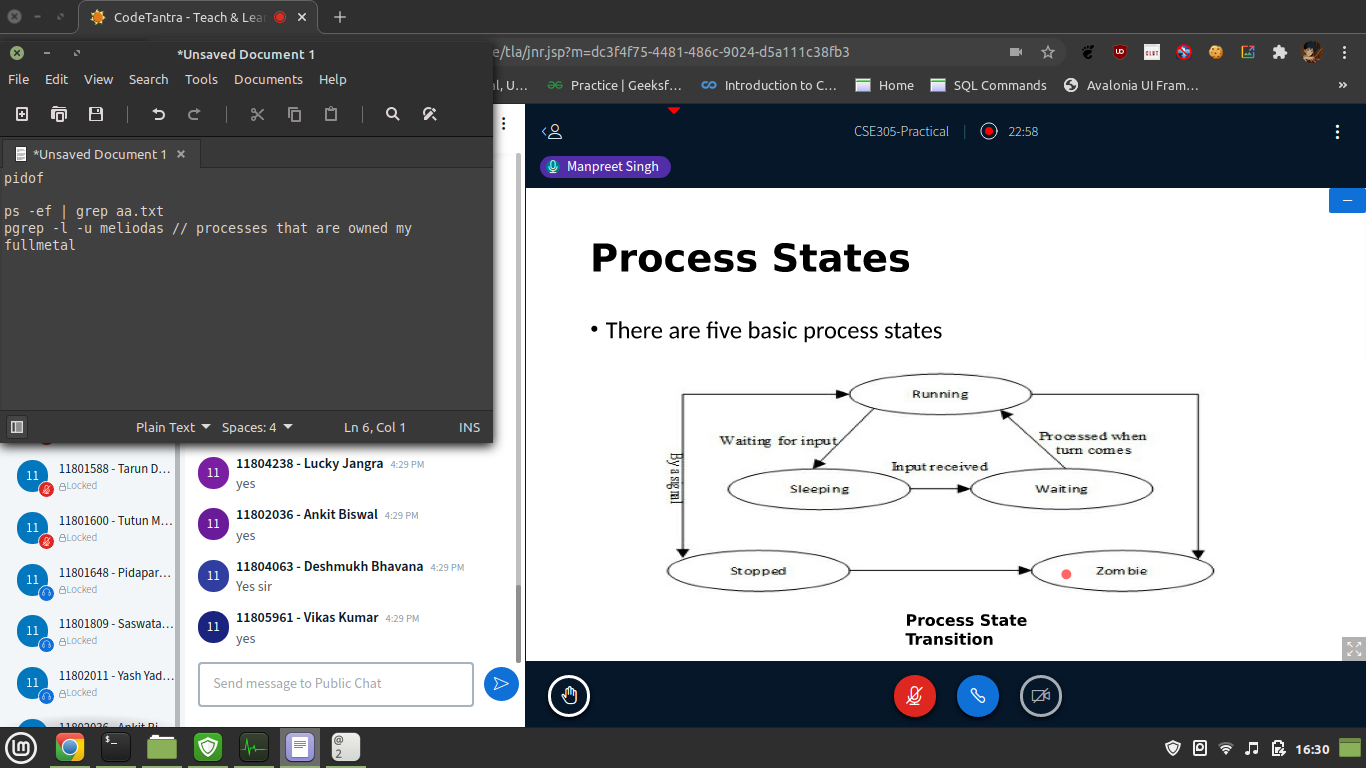 CodeTantra - Teach & Lea
*Unsaved Document 1
e/tla/jnr.jsp?m=dc3f4f75-4481-486c-9024-d5a111c38fb3
File Edit View Search Tools Documents Help
al, U... Practice | Geeksf... Introduction to C... Home SQL Commands Avalonia UI Fram... »
*Unsaved Document 1
pidof
ps -ef | grep aa.txt
pgrep -l -u meliodas // processes that are owned my
fullmetal
Plain Text Spaces: 4 Ln 6, Col 1 INS
CSE305-Practical 22:58
Manpreet Singh
Process States
• There are five basic process states
Running
Waiting for input
Processed when
turn comes
By a signal
Input received
Sleeping
Waiting
Stopped
Zombie
Process State
Transition
11 11801588 - Tarun D...
Locked
11 11801600 - Tutun M...
Locked
11 11801648 - Pidapar...
Locked
11 11801809 - Saswata...
Locked
11 11802011 - Yash Yad...
Locked
11802036 - Ankit Bi
11 11804238 - Lucky Jangra 4:29 PM
yes
11 11802036 - Ankit Biswal 4:29 PM
yes
11 11804063 - Deshmukh Bhavana 4:29 PM
Yes sir
11 11805961 - Vikas Kumar 4:29 PM
yes
Send message to Public Chat
16:30